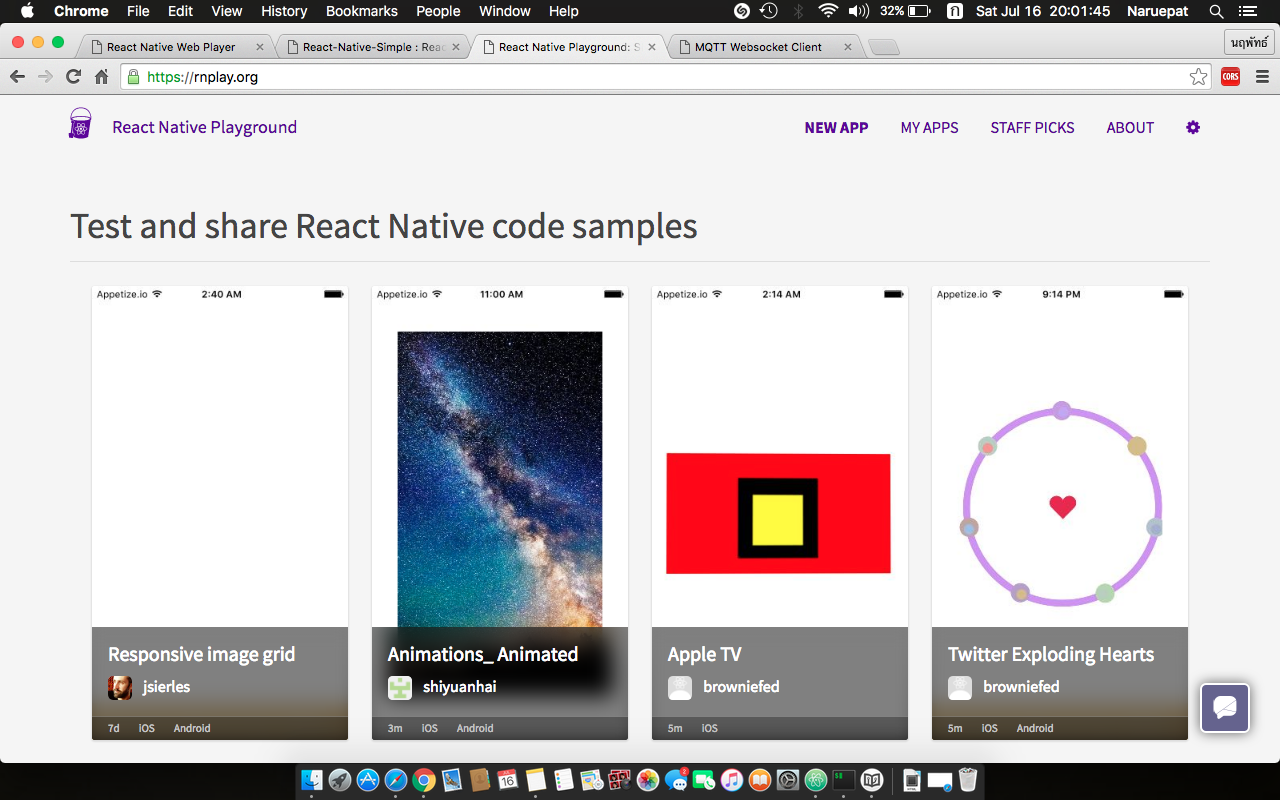 Chrome File Edit View History Bookmarks People Window Help 32% ก Sat Jul 16 20:01:45 Naruepat
React Native Web Player React-Native-Simple : Reac React Native Playground: S MQTT Websocket Client นฤพัทธ์
https://rnplay.org CORS
React Native Playground NEW APP MY APPS STAFF PICKS ABOUT
Test and share React Native code samples
Appetize.io 2:40 AM Appetize.io 11:00 AM Appetize.io 2:14 AM Appetize.io 9:14 PM
Responsive image grid Animations_ Animated Apple TV Twitter Exploding Hearts
jsierles shiyuanhai browniefed browniefed
7d iOS Android 3m iOS Android 5m iOS 5m iOS Android
16